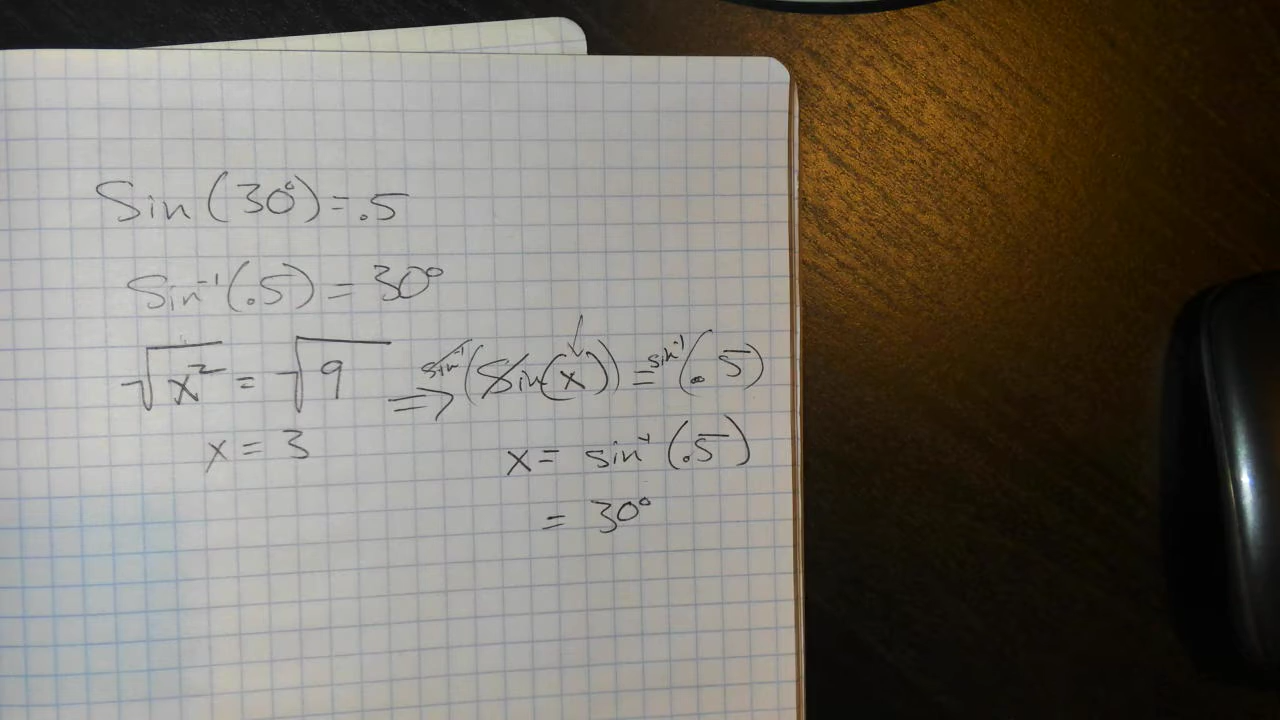 Sin(30°)=.5
Sin⁻¹(.5)=30°
√x² = √9 ⇒ sin⁻¹(Sin(x))=sin⁻¹(.5)
x = 3
x = sin⁻¹(.5)
= 30°